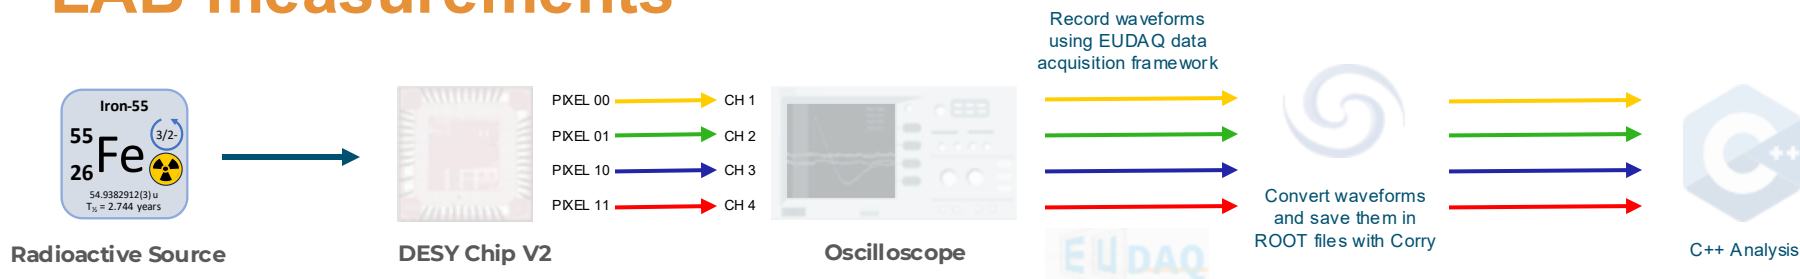 LAB measurements
Iron-55
55
26
Fe
3/2-
54.9382912(3) u
T½ = 2.744 years
Radioactive Source
DESY Chip V2
PIXEL 00
CH 1
PIXEL 01
CH 2
PIXEL 10
CH 3
PIXEL 11
CH 4
Oscilloscope
Record waveforms
using EUDAQ data
acquisition framework
EUDAQ
Convert waveforms
and save them in
ROOT files with Corry
C++
C++ Analysis